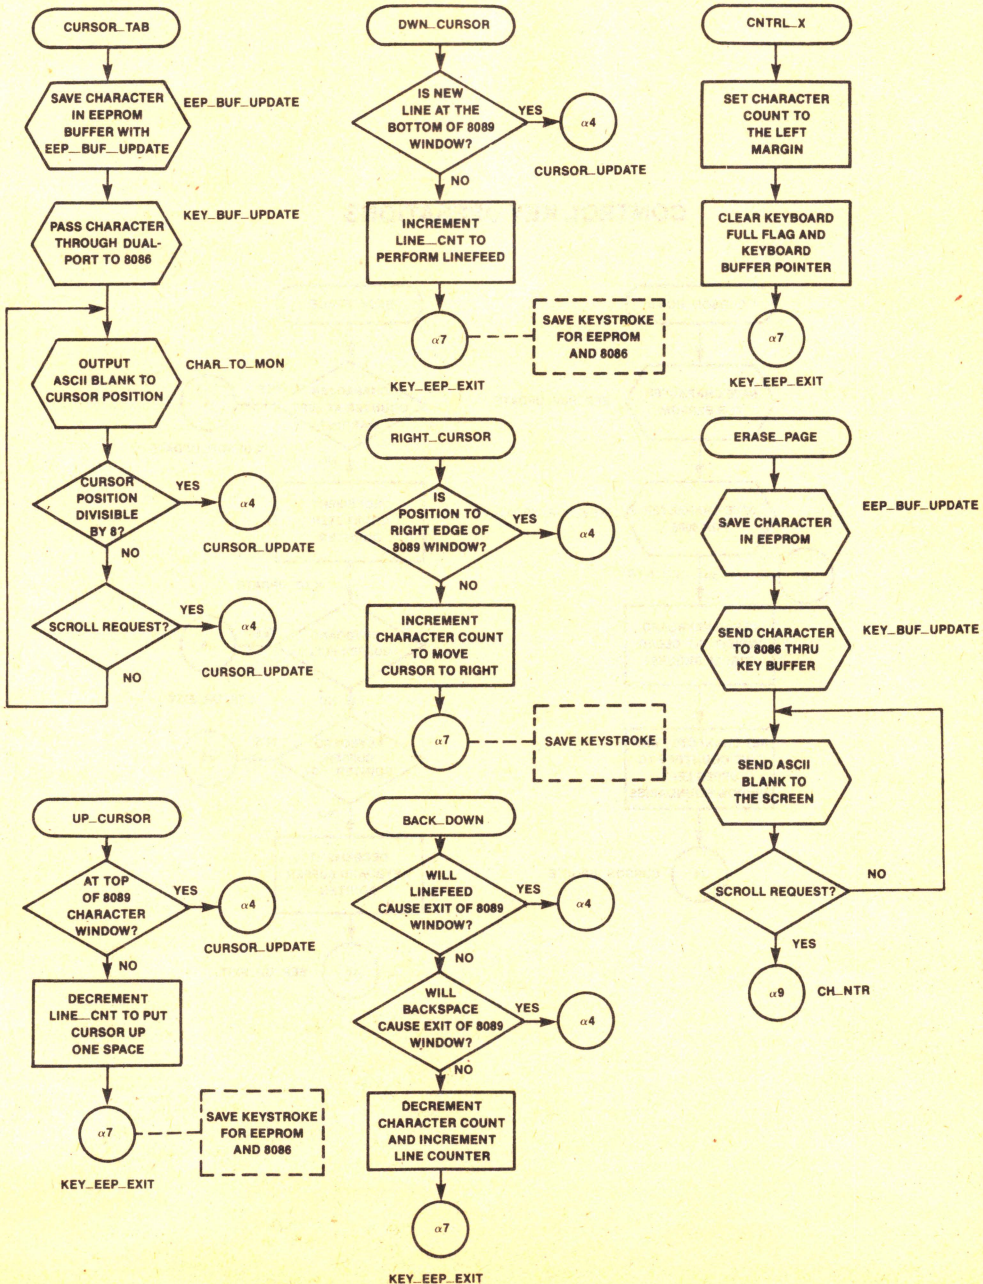 CURSOR_TAB
SAVE CHARACTER
IN EEPROM
BUFFER WITH
EEP_BUF_UPDATE
EEP_BUF_UPDATE
PASS CHARACTER
THROUGH DUAL-
PORT TO 8086
KEY_BUF_UPDATE
OUTPUT
ASCII BLANK TO
CURSOR POSITION
CHAR_TO_MON
CURSOR
POSITION
DIVISIBLE
BY 8?
YES
α4
CURSOR_UPDATE
NO
SCROLL REQUEST?
YES
α4
CURSOR_UPDATE
NO
UP_CURSOR
AT TOP
OF 8089
CHARACTER
WINDOW?
YES
α4
CURSOR_UPDATE
NO
DECREMENT
LINE_CNT TO PUT
CURSOR UP
ONE SPACE
α7
SAVE KEYSTROKE
FOR EEPROM
AND 8086
KEY_EEP_EXIT
DWN_CURSOR
IS NEW
LINE AT THE
BOTTOM OF 8089
WINDOW?
YES
α4
CURSOR_UPDATE
NO
INCREMENT
LINE_CNT TO
PERFORM LINEFEED
α7
SAVE KEYSTROKE
FOR EEPROM
AND 8086
KEY_EEP_EXIT
RIGHT_CURSOR
IS
POSITION TO
RIGHT EDGE OF
8089 WINDOW?
YES
α4
NO
INCREMENT
CHARACTER COUNT
TO MOVE
CURSOR TO RIGHT
α7
SAVE KEYSTROKE
BACK_DOWN
WILL
LINEFEED
CAUSE EXIT OF 8089
WINDOW?
YES
α4
NO
WILL
BACKSPACE
CAUSE EXIT OF 8089
WINDOW?
YES
α4
NO
DECREMENT
CHARACTER COUNT
AND INCREMENT
LINE COUNTER
α7
KEY_EEP_EXIT
CNTRL_X
SET CHARACTER
COUNT TO
THE LEFT
MARGIN
CLEAR KEYBOARD
FULL FLAG AND
KEYBOARD
BUFFER POINTER
α7
KEY_EEP_EXIT
ERASE_PAGE
SAVE CHARACTER
IN EEPROM
EEP_BUF_UPDATE
SEND CHARACTER
TO 8086 THRU
KEY BUFFER
KEY_BUF_UPDATE
SEND ASCII
BLANK TO
THE SCREEN
SCROLL REQUEST?
NO
YES
α9
CH_NTR